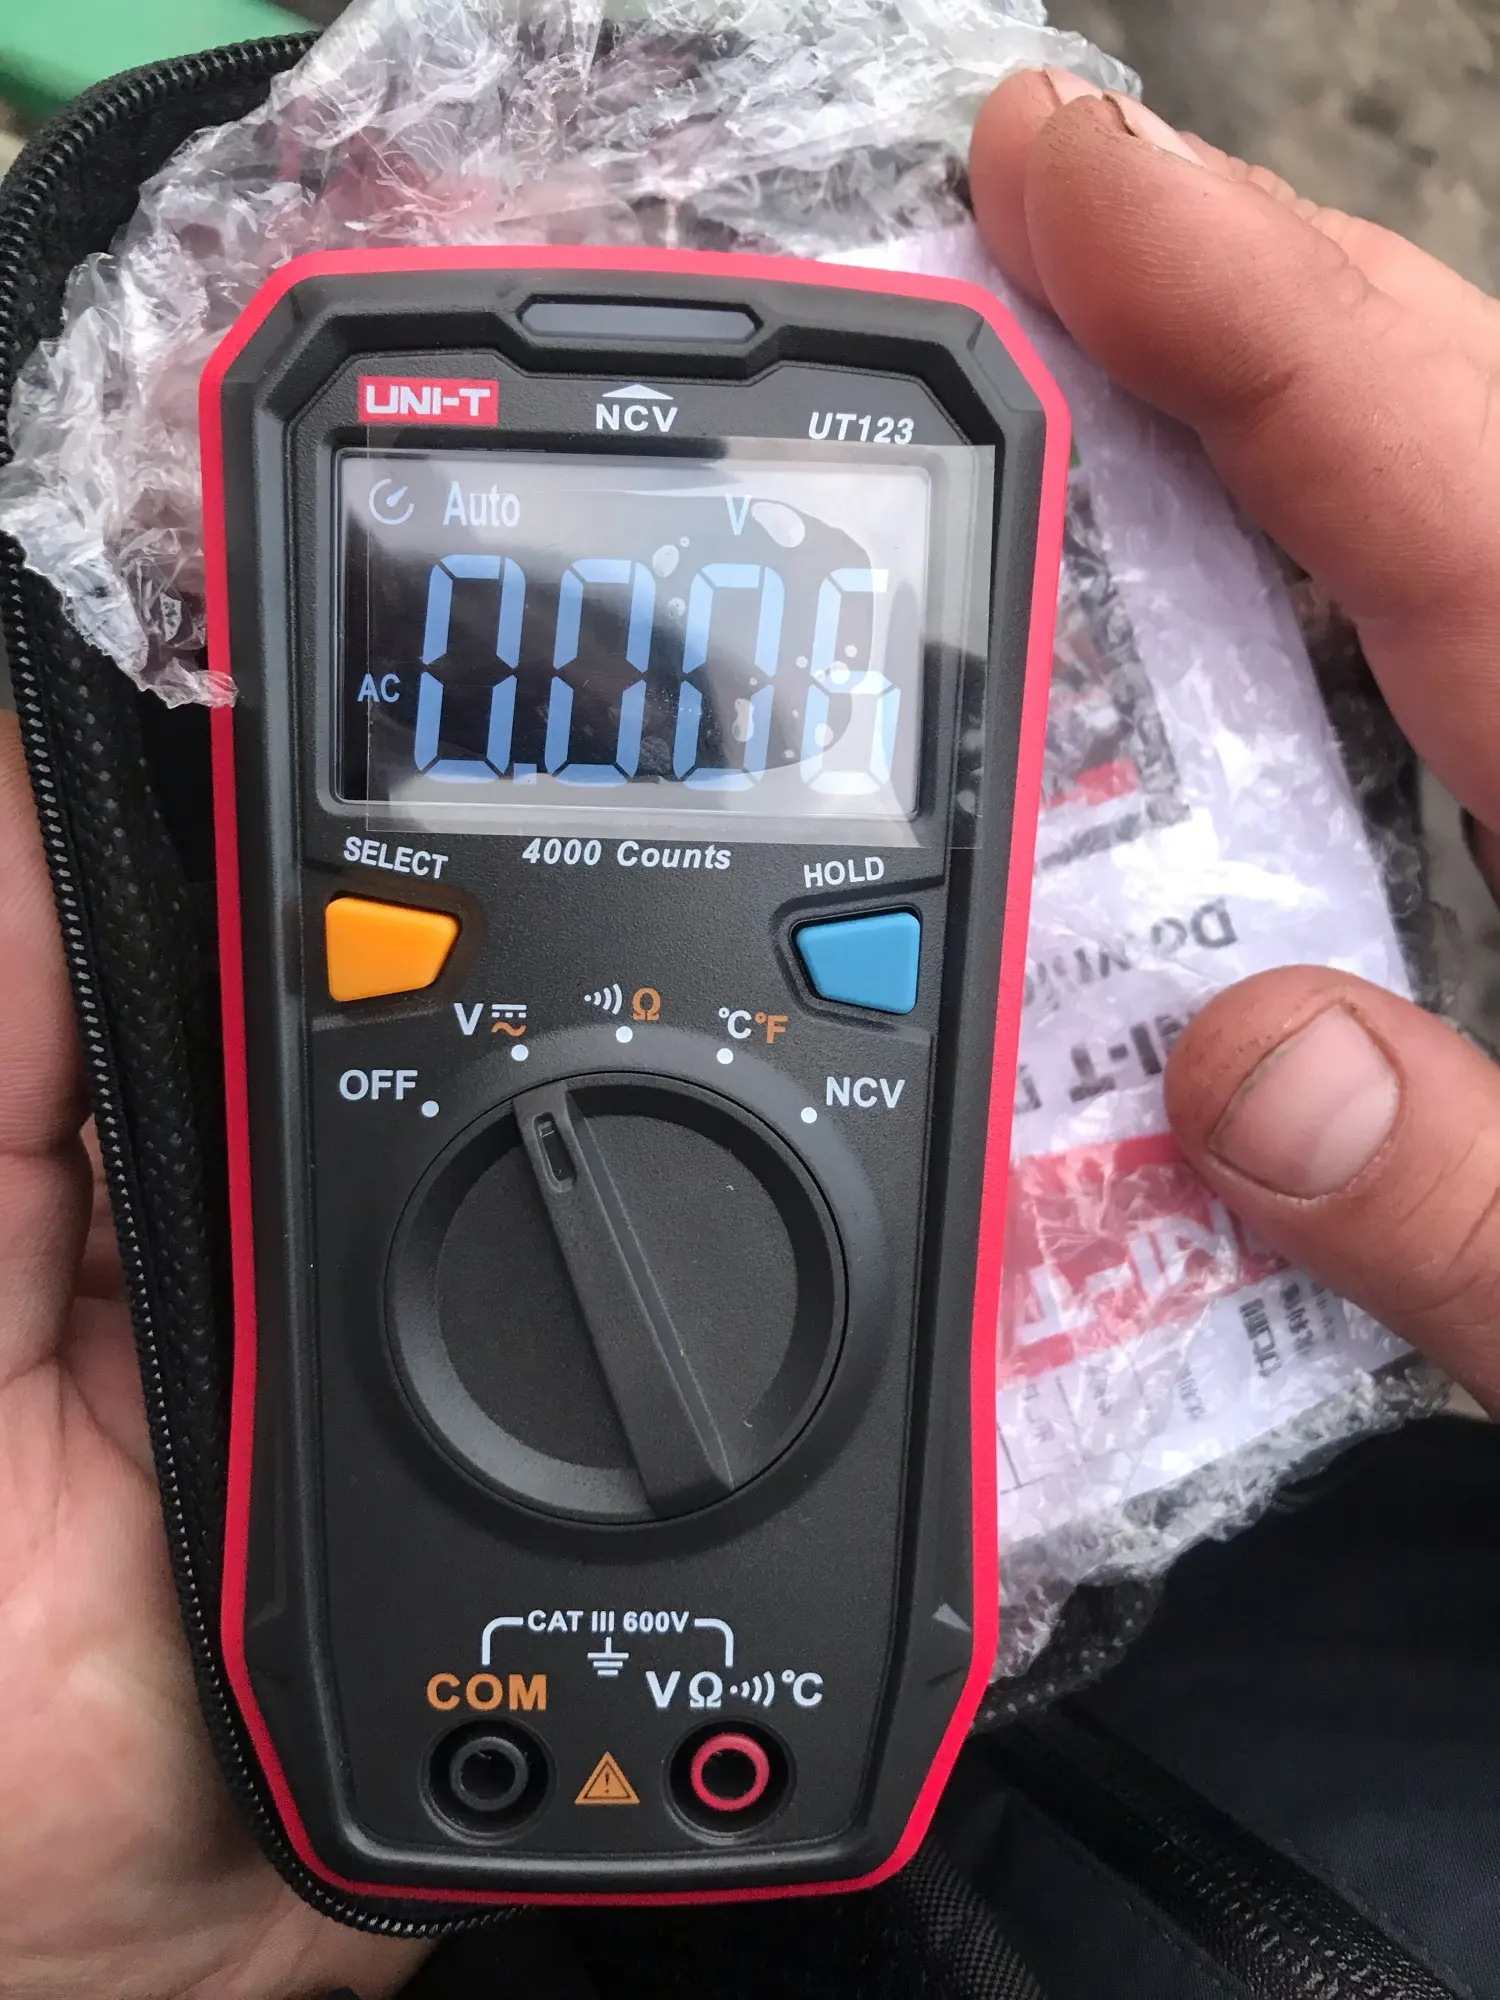 UNI-T
NCV
UT123
Auto
V
AC
0.006
SELECT
4000 Counts
HOLD
V
Ω
°C°F
OFF
NCV
CAT III 600V
COM
VΩ °C